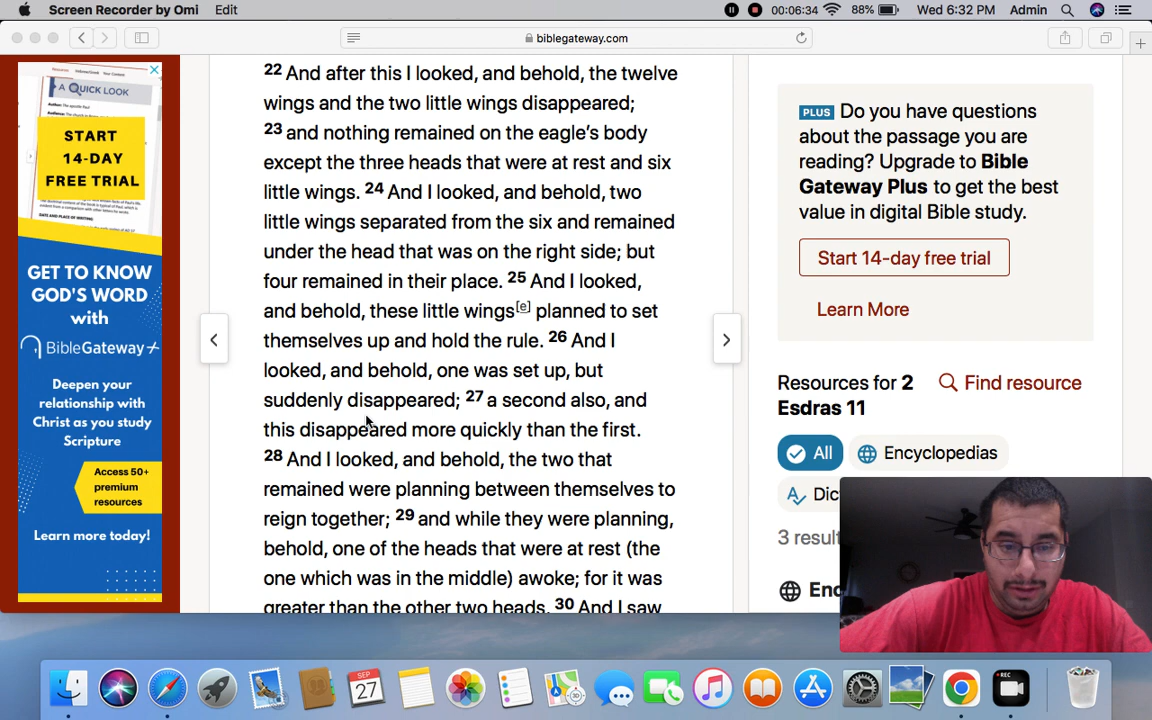 Screen Recorder by Omi Edit 00:06:34 88% Wed 6:32 PM Admin
biblegateway.com
A QUICK LOOK
START
14-DAY
FREE TRIAL
GET TO KNOW
GOD'S WORD
with
BibleGateway+
Deepen your
relationship with
Christ as you study
Scripture
Access 50+
premium
resources
Learn more today!
22 And after this I looked, and behold, the twelve
wings and the two little wings disappeared;
23 and nothing remained on the eagle's body
except the three heads that were at rest and six
little wings. 24 And I looked, and behold, two
little wings separated from the six and remained
under the head that was on the right side; but
four remained in their place. 25 And I looked,
and behold, these little wings[e] planned to set
themselves up and hold the rule. 26 And I
looked, and behold, one was set up, but
suddenly disappeared; 27 a second also, and
this disappeared more quickly than the first.
28 And I looked, and behold, the two that
remained were planning between themselves to
reign together; 29 and while they were planning,
behold, one of the heads that were at rest (the
one which was in the middle) awoke; for it was
greater than the other two heads. 30 And I saw
PLUS Do you have questions
about the passage you are
reading? Upgrade to Bible
Gateway Plus to get the best
value in digital Bible study.
Start 14-day free trial
Learn More
Resources for 2
Esdras 11
Find resource
All
Encyclopedias
Dic
3 result
Enc
SEP
27
REC